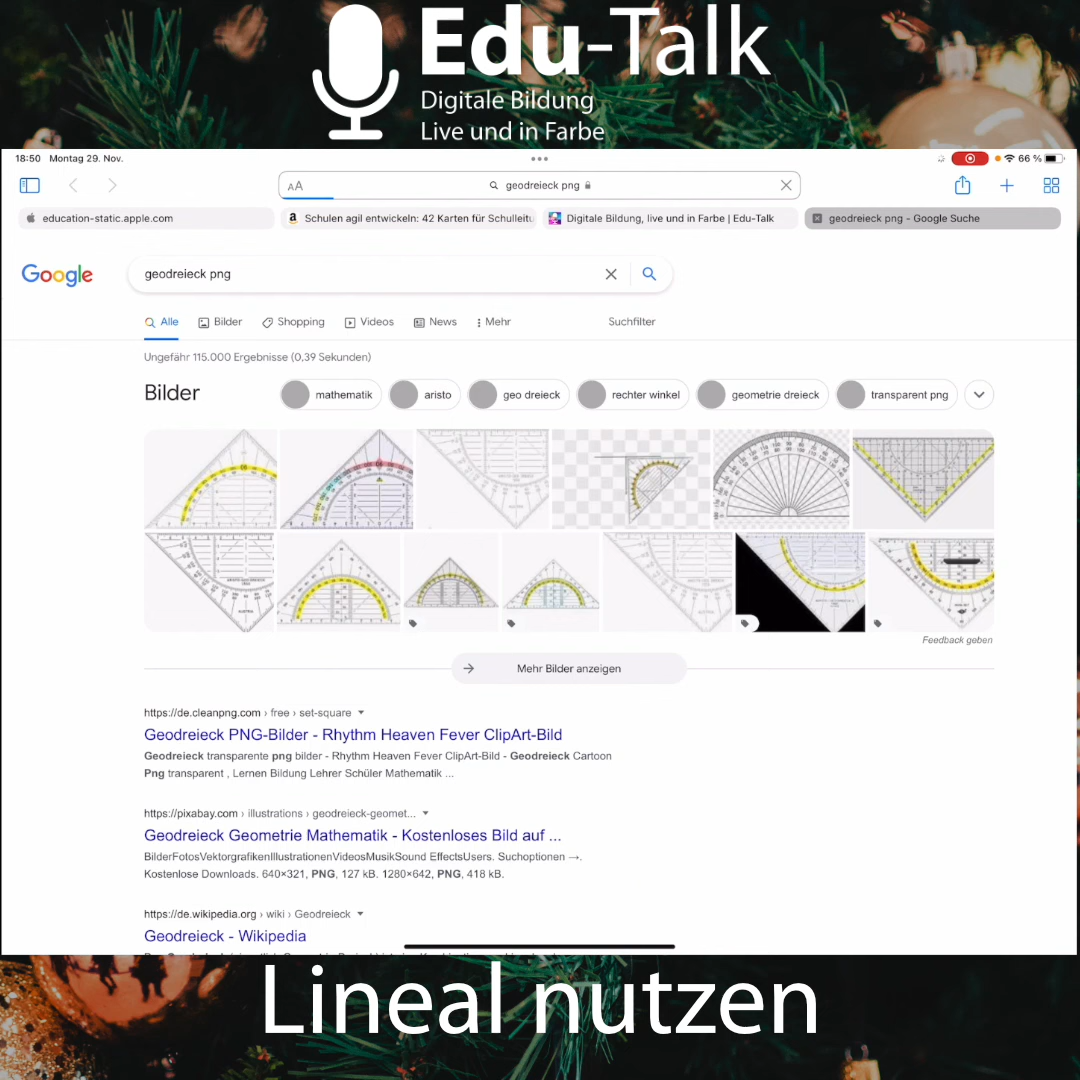 Edu-Talk
Digitale Bildung
Live und in Farbe
18:50 Montag 29. Nov.
66 %
AA
geodreieck png
education-static.apple.com
Schulen agil entwickeln: 42 Karten für Schulleitu
Digitale Bildung, live und in Farbe | Edu-Talk
geodreieck png - Google Suche
Google
geodreieck png
Alle
Bilder
Shopping
Videos
News
Mehr
Suchfilter
Ungefähr 115.000 Ergebnisse (0,39 Sekunden)
Bilder
mathematik
aristo
geo dreieck
rechter winkel
geometrie dreieck
transparent png
Feedback geben
Mehr Bilder anzeigen
https://de.cleanpng.com › free › set-square
Geodreieck PNG-Bilder - Rhythm Heaven Fever ClipArt-Bild
Geodreieck transparente png bilder - Rhythm Heaven Fever ClipArt-Bild - Geodreieck Cartoon
Png transparent , Lernen Bildung Lehrer Schüler Mathematik ...
https://pixabay.com › illustrations › geodreieck-geomet...
Geodreieck Geometrie Mathematik - Kostenloses Bild auf ...
BilderFotosVektorgrafikenIllustrationenVideosMusikSound EffectsUsers. Suchoptionen →.
Kostenlose Downloads. 640×321, PNG, 127 kB. 1280×642, PNG, 418 kB.
https://de.wikipedia.org › wiki › Geodreieck
Geodreieck - Wikipedia
Lineal nutzen